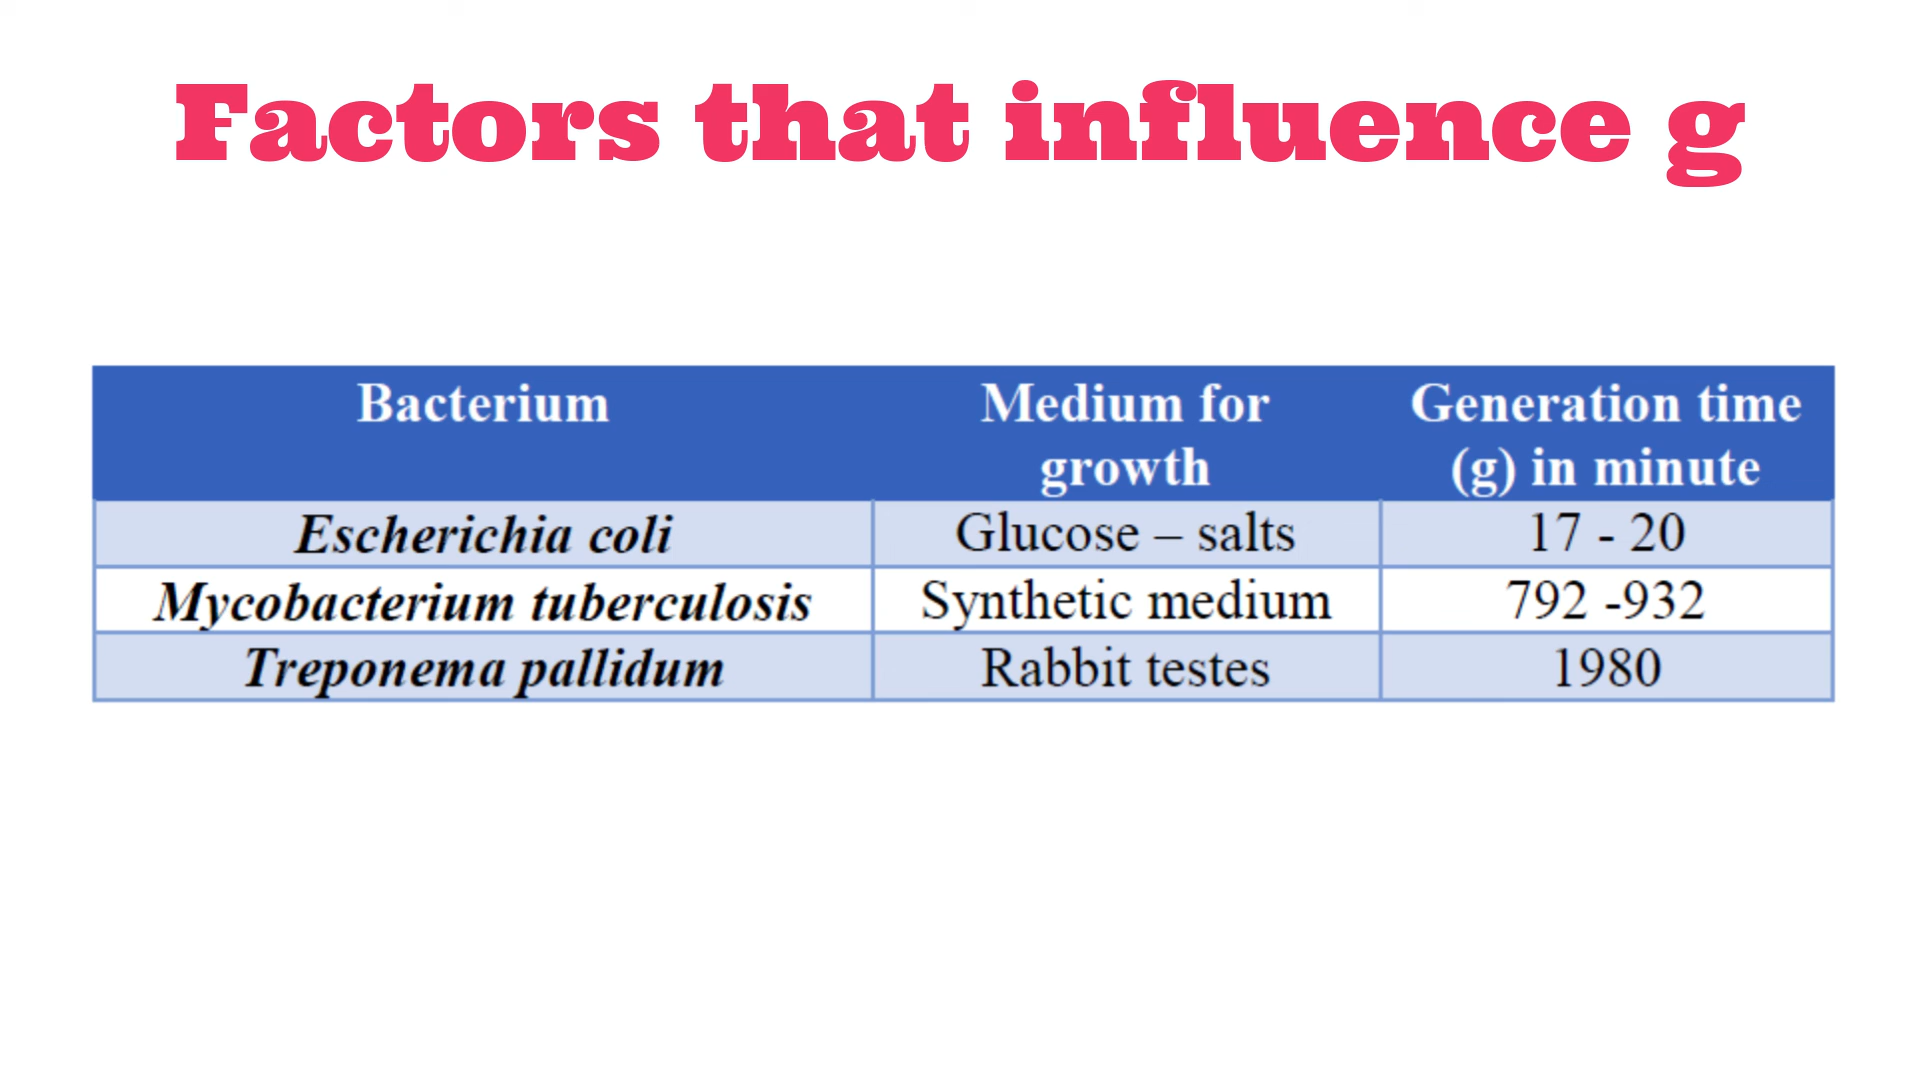 Factors that influence g
Bacterium
Medium for
growth
Generation time
(g) in minute
Escherichia coli
Glucose – salts
17 - 20
Mycobacterium tuberculosis
Synthetic medium
792 -932
Treponema pallidum
Rabbit testes
1980